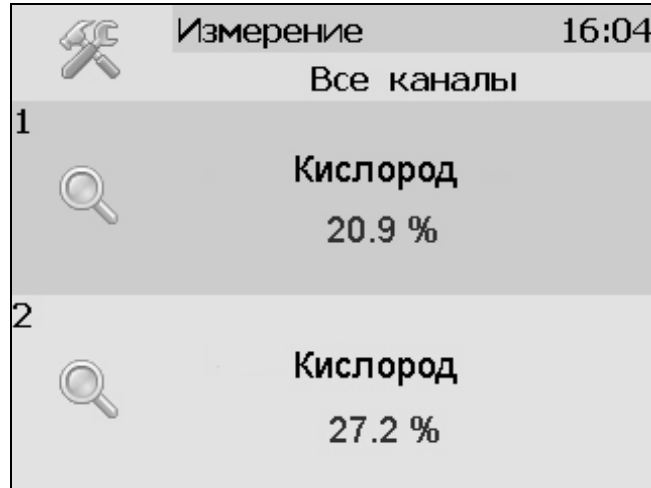 Измерение 16:04
Все каналы
1
Кислород
20.9 %
2
Кислород
27.2 %